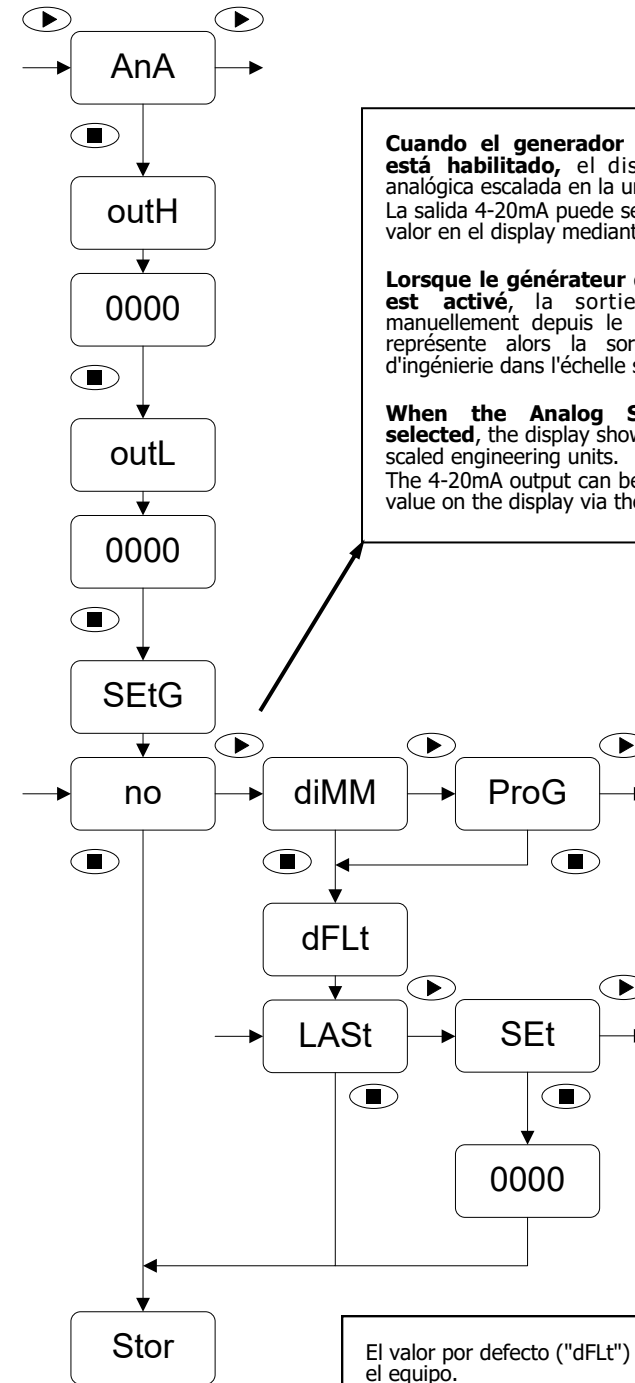 AnA
outH
0000
outL
0000
SEtG
Cuando el generador
está habilitado, el dis
analógica escalada en la u
La salida 4-20mA puede se
valor en el display mediant
Lorsque le générateur
est activé, la sortie
manuellement depuis le
représente alors la sor
d'ingénierie dans l'échelle s
When the Analog S
selected, the display show
scaled engineering units.
The 4-20mA output can be
value on the display via the
no
diMM
ProG
dFLt
LASt
SEt
0000
Stor
El valor por defecto ("dFLt")
el equipo.